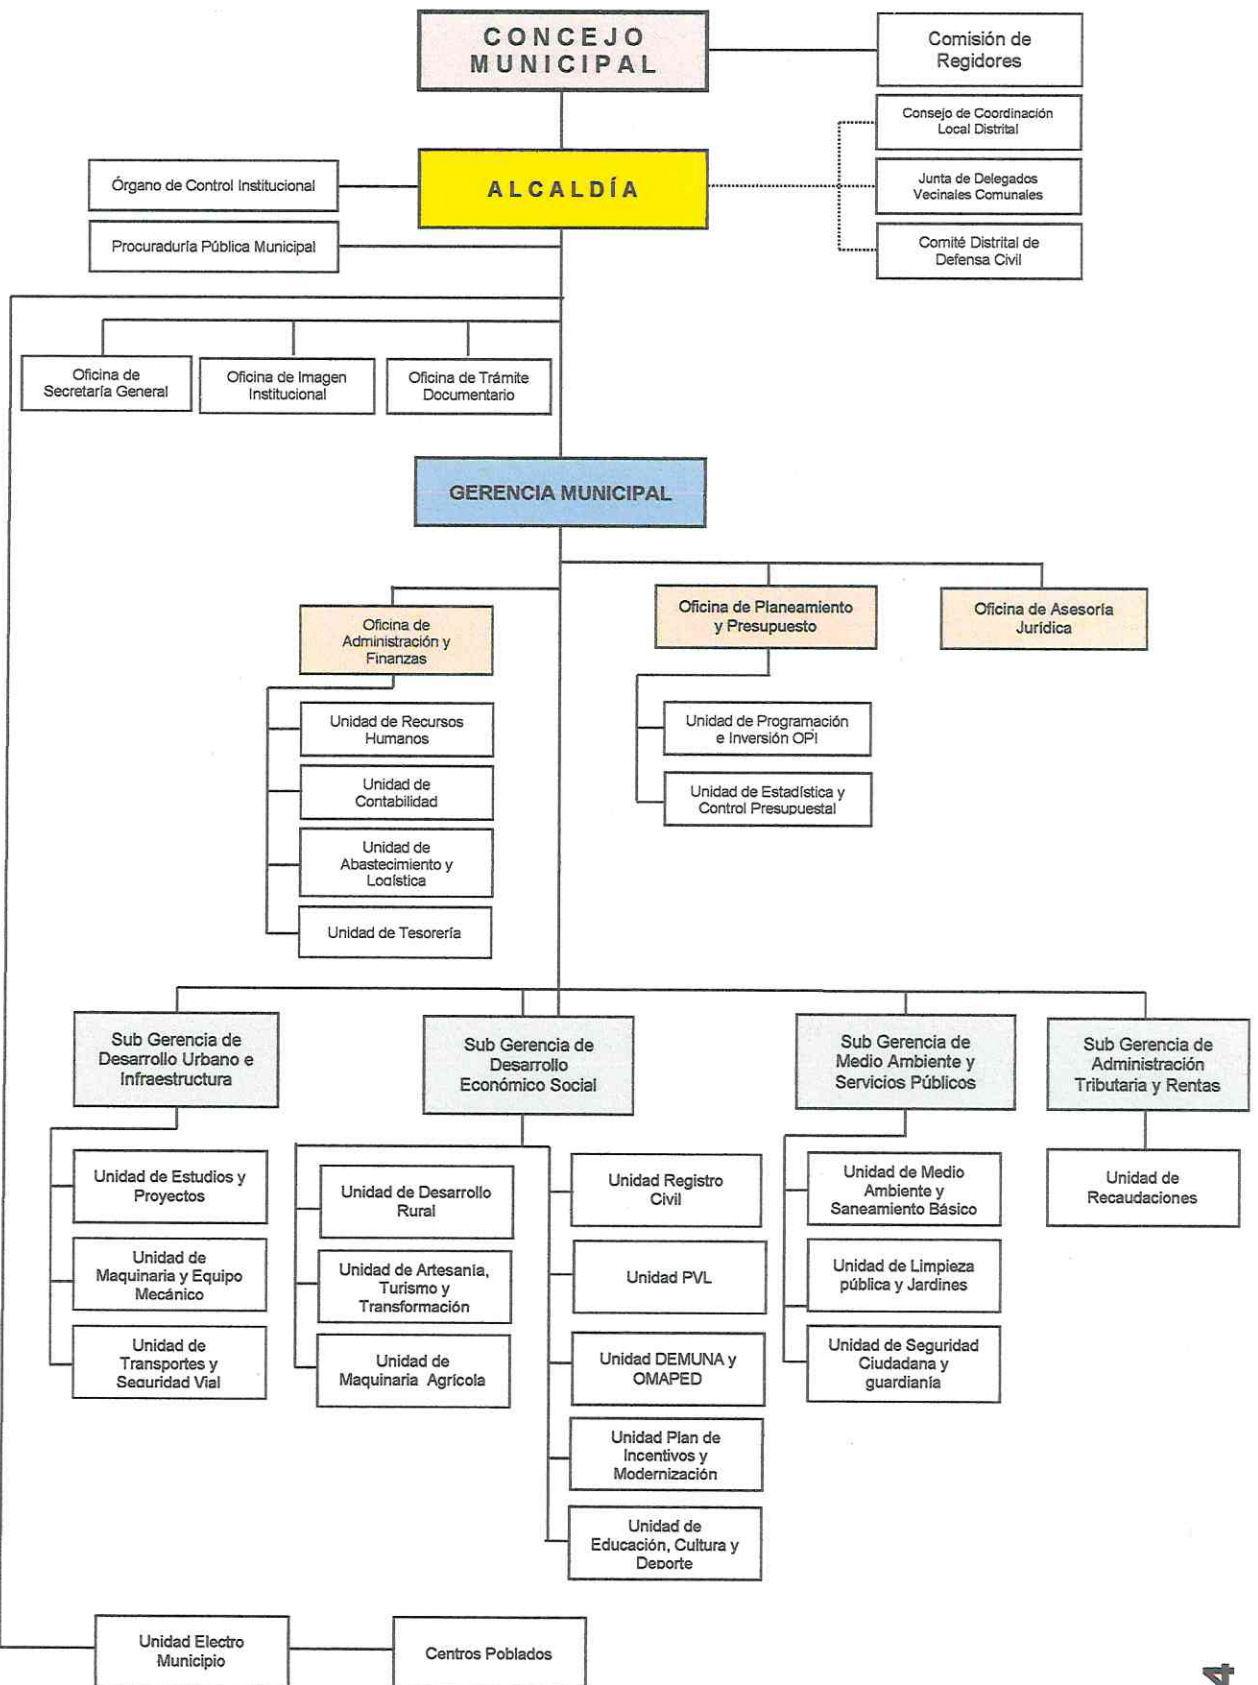 CONCEJO
MUNICIPAL
Comisión de
Regidores
Consejo de Coordinación
Local Distrital
Órgano de Control Institucional
ALCALDÍA
Junta de Delegados
Vecinales Comunales
Procuraduría Pública Municipal
Comité Distrital de
Defensa Civil
Oficina de
Secretaría General
Oficina de Imagen
Institucional
Oficina de Trámite
Documentario
GERENCIA MUNICIPAL
Oficina de
Administración y
Finanzas
Oficina de Planeamiento
y Presupuesto
Oficina de Asesoría
Jurídica
Unidad de Recursos
Humanos
Unidad de
Contabilidad
Unidad de
Abastecimiento y
Logística
Unidad de Tesorería
Unidad de Programación
e Inversión OPI
Unidad de Estadística y
Control Presupuestal
Sub Gerencia de
Desarrollo Urbano e
Infraestructura
Sub Gerencia de
Desarrollo
Económico Social
Sub Gerencia de
Medio Ambiente y
Servicios Públicos
Sub Gerencia de
Administración
Tributaria y Rentas
Unidad de Estudios y
Proyectos
Unidad de
Maquinaria y Equipo
Mecánico
Unidad de
Transportes y
Seguridad Vial
Unidad de Desarrollo
Rural
Unidad de Artesanía,
Turismo y
Transformación
Unidad de
Maquinaria Agrícola
Unidad Registro
Civil
Unidad PVL
Unidad DEMUNA y
OMAPED
Unidad Plan de
Incentivos y
Modernización
Unidad de
Educación, Cultura y
Deporte
Unidad de Medio
Ambiente y
Saneamiento Básico
Unidad de Limpieza
pública y Jardines
Unidad de Seguridad
Ciudadana y
guardianía
Unidad de
Recaudaciones
Unidad Electro
Municipio
Centros Poblados
4